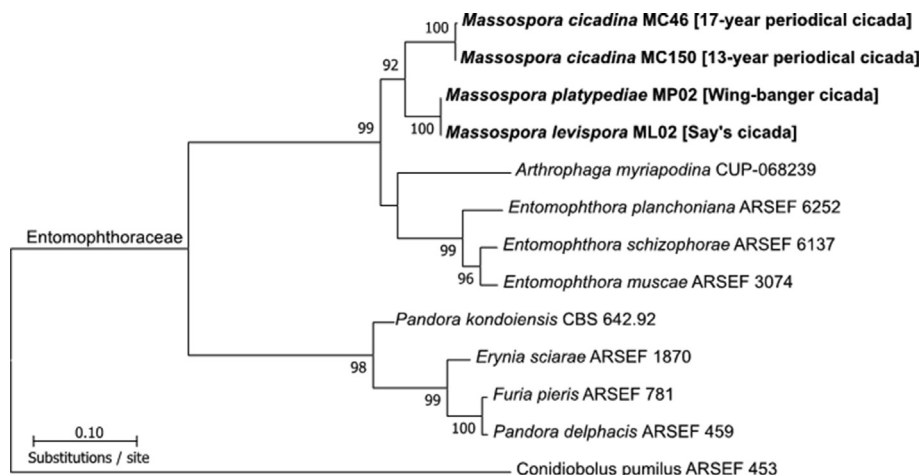 100
Massospora cicadina MC46 [17-year periodical cicada]
Massospora cicadina MC150 [13-year periodical cicada]
92
Massospora platypediae MP02 [Wing-banger cicada]
99
100
Massospora levispora ML02 [Say's cicada]
Arthrophaga myriapodina CUP-068239
Entomophthora planchoniana ARSEF 6252
Entomophthoraceae
99
Entomophthora schizophorae ARSEF 6137
96
Entomophthora muscae ARSEF 3074
Pandora kondoiensis CBS 642.92
98
Erynia sciarae ARSEF 1870
99
Furia pieris ARSEF 781
100
Pandora delphacis ARSEF 459
0.10
Substitutions / site
Conidiobolus pumilus ARSEF 453